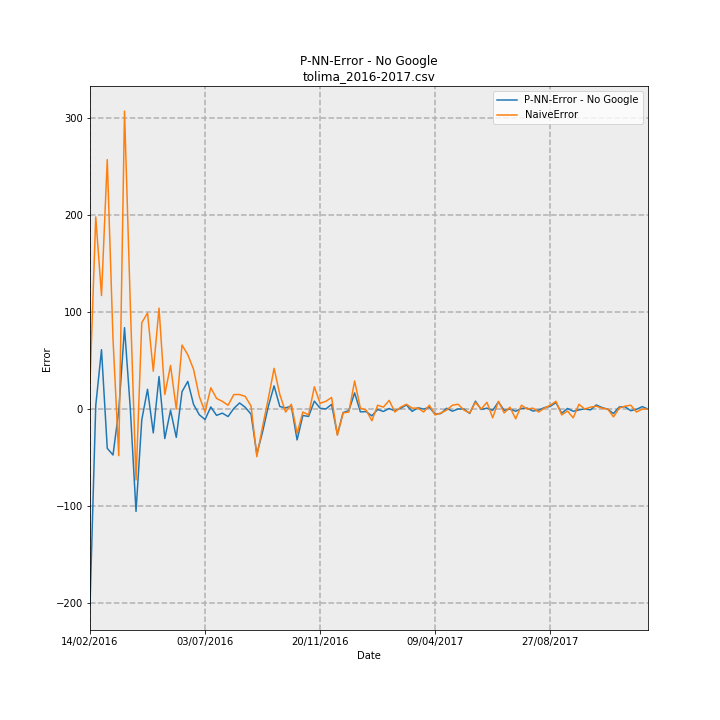 P-NN-Error - No Google
tolima_2016-2017.csv
P-NN-Error - No Google
NaiveError
300
200
100
0
−100
−200
Error
14/02/2016
03/07/2016
20/11/2016
09/04/2017
27/08/2017
Date